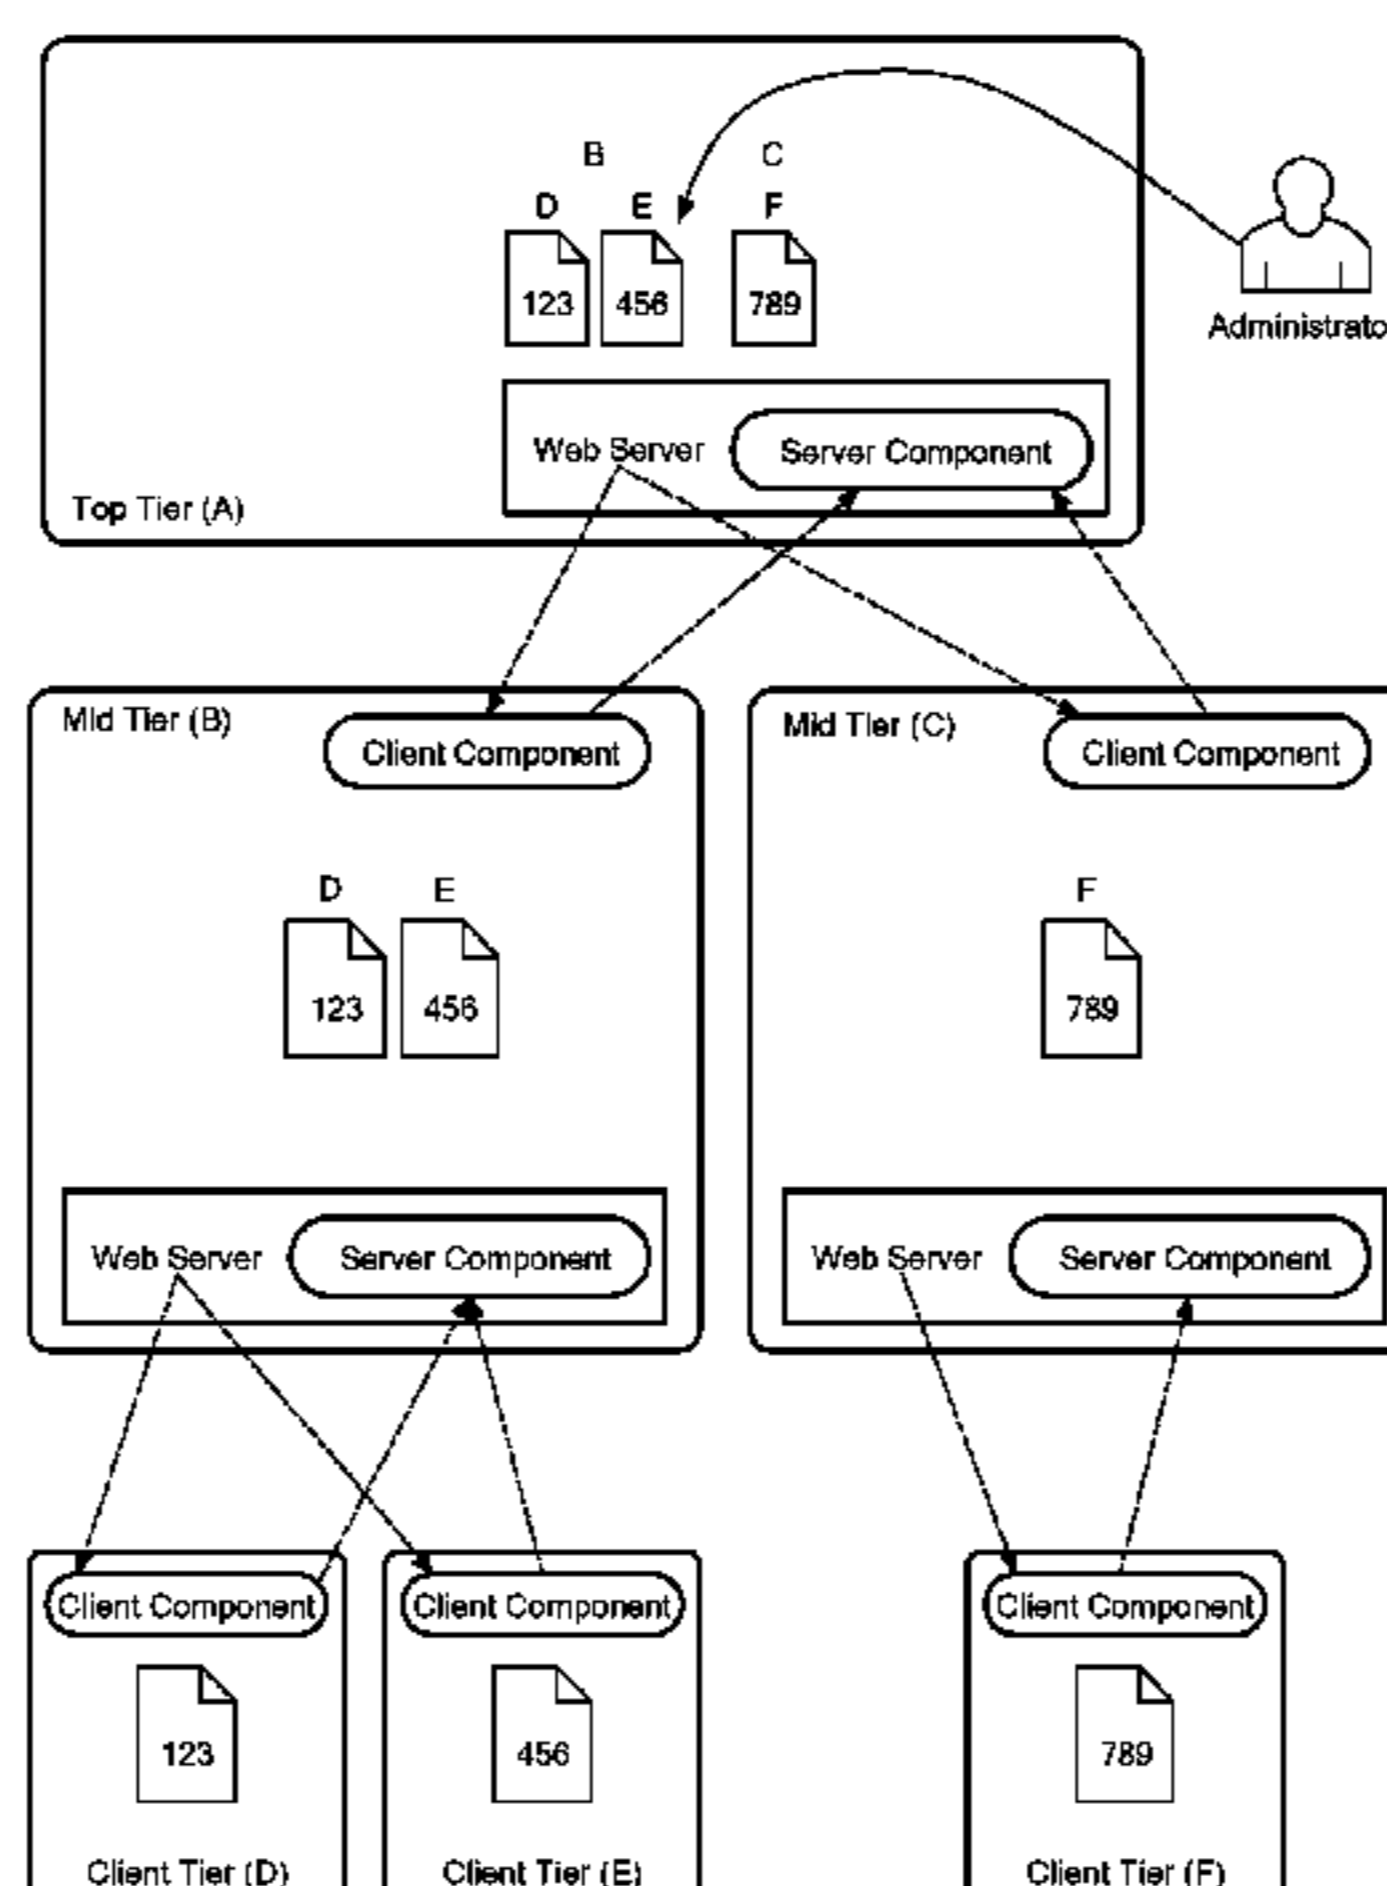 B C
D E F
123 456 789
Administrato
Web Server Server Component
Top Tier (A)
Mid Tier (B) Mid Tier (C)
Client Component Client Component
D E F
123 456 789
Web Server Server Component Web Server Server Component
Client Component Client Component Client Component
123 456 789
Client Tier (D) Client Tier (E) Client Tier (F)